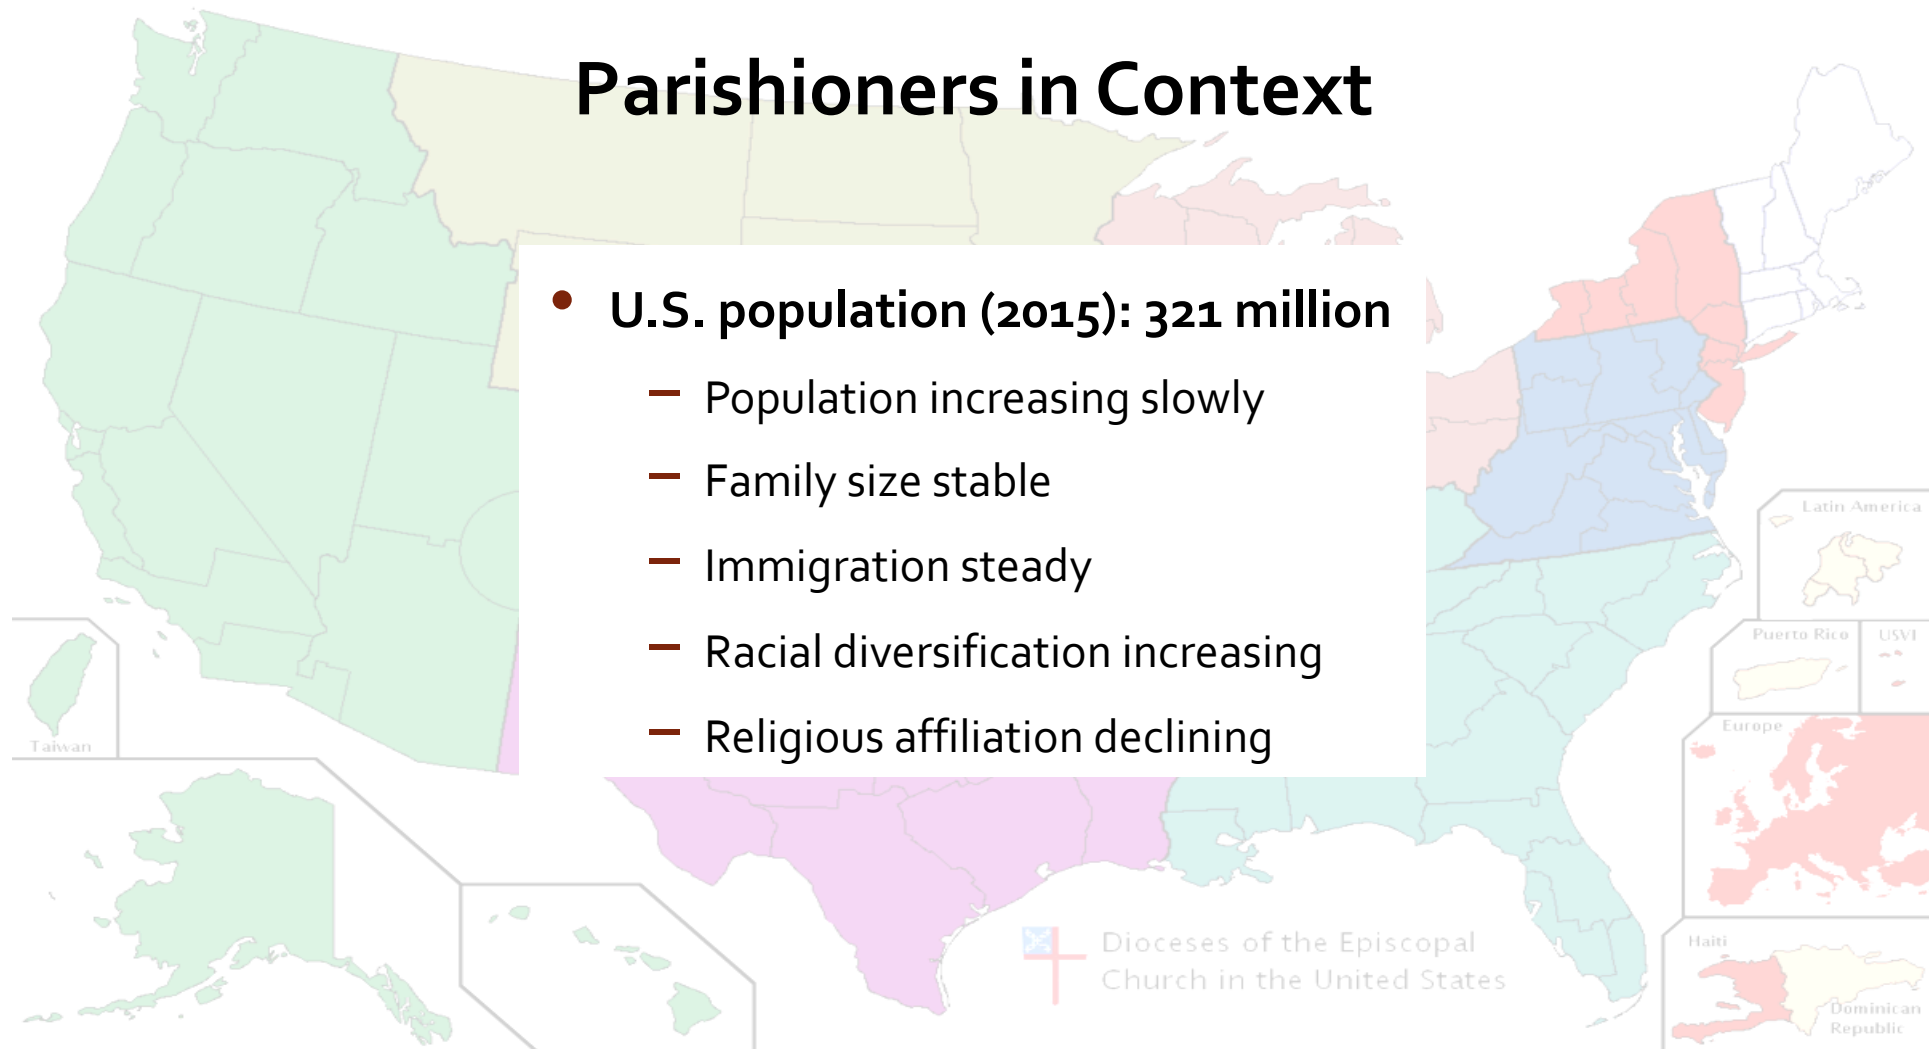 Parishioners in Context
• U.S. population (2015): 321 million
– Population increasing slowly
– Family size stable
– Immigration steady
– Racial diversification increasing
– Religious affiliation declining
Latin America
Puerto Rico
USVI
Taiwan
Europe
Dioceses of the Episcopal
Church in the United States
Haiti
Dominican
Republic